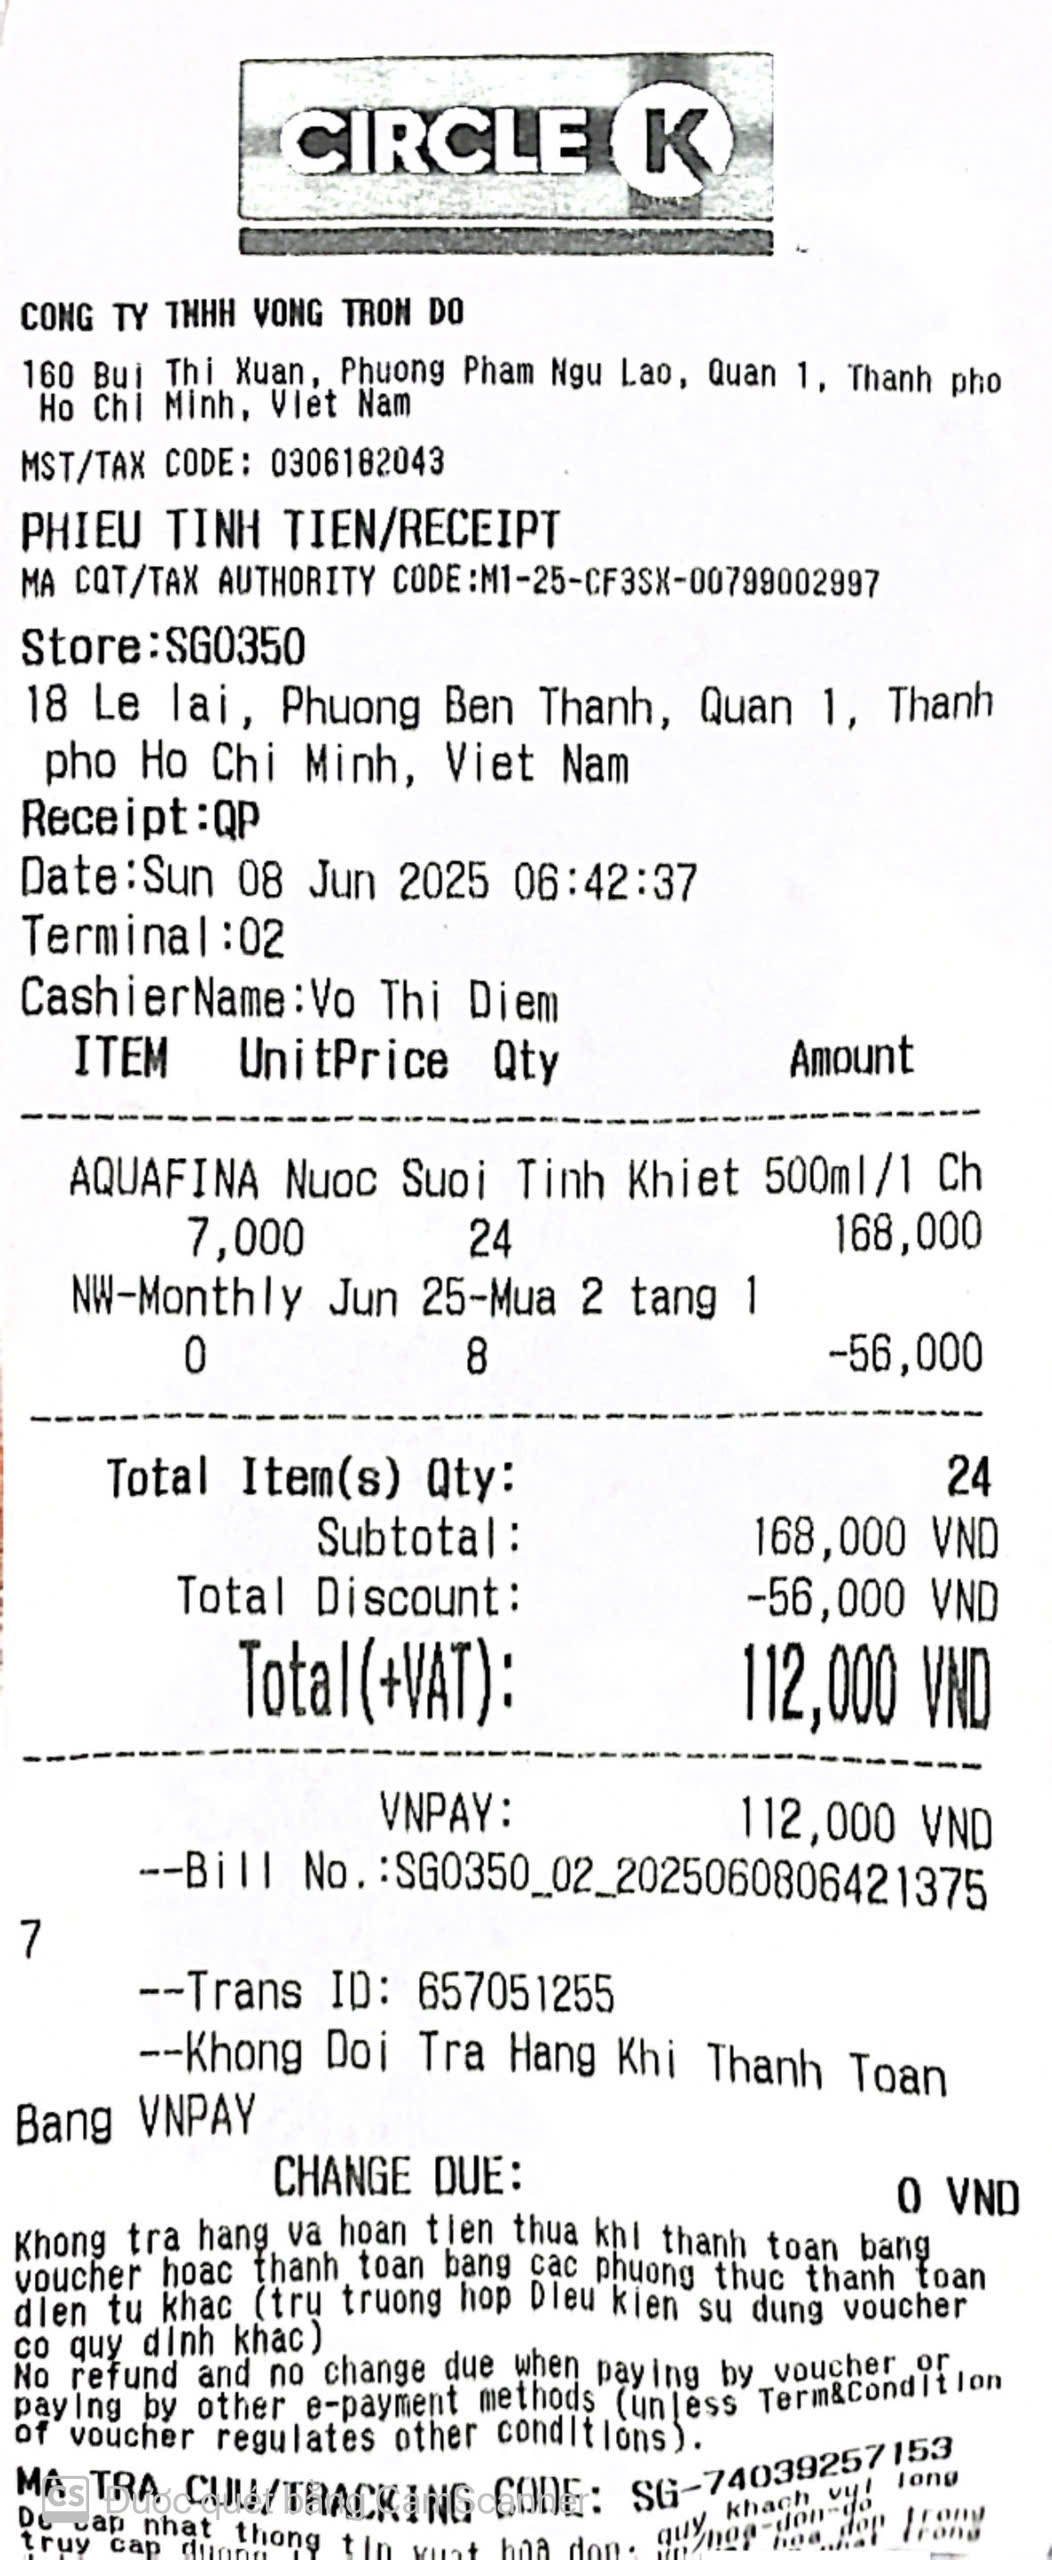 CIRCLE K
CONG TY TNHH VONG TRON DO
160 Bui Thi Xuan, Phuong Pham Ngu Lao, Quan 1, Thanh pho
Ho Chi Minh, Viet Nam
MST/TAX CODE: 0306182043
PHIEU TINH TIEN/RECEIPT
MA CQT/TAX AUTHORITY CODE:M1-25-CF3SX-00799002997
Store:SG0350
18 Le lai, Phuong Ben Thanh, Quan 1, Thanh
pho Ho Chi Minh, Viet Nam
Receipt:QP
Date:Sun 08 Jun 2025 06:42:37
Terminal:02
CashierName:Vo Thi Diem
ITEM UnitPrice Qty Amount
AQUAFINA Nuoc Suoi Tinh Khiet 500ml/1 Ch
7,000 24 168,000
NW-Monthly Jun 25-Mua 2 tang 1
0 8 -56,000
Total Item(s) Qty: 24
Subtotal: 168,000 VND
Total Discount: -56,000 VND
Total(+VAT): 112,000 VND
VNPAY: 112,000 VND
--Bill No.:SG0350_02_2025060806421375
7
--Trans ID: 657051255
--Khong Doi Tra Hang Khi Thanh Toan
Bang VNPAY
CHANGE DUE: 0 VND
Khong tra hang va hoan tien thua khi thanh toan bang
voucher hoac thanh toan bang cac phuong thuc thanh toan
dien tu khac (tru truong hop Dieu kien su dung voucher
co quy dinh khac)
No refund and no change due when paying by voucher or
paying by other e-payment methods (unless Term&Condition
of voucher regulates other conditions).
MA TRA CUU/TRACKING CODE: SG-74039257153
CS Được quét bằng CamScanner
cap nhat thong tin xuat hoa don, quy khach vui long
truy cap